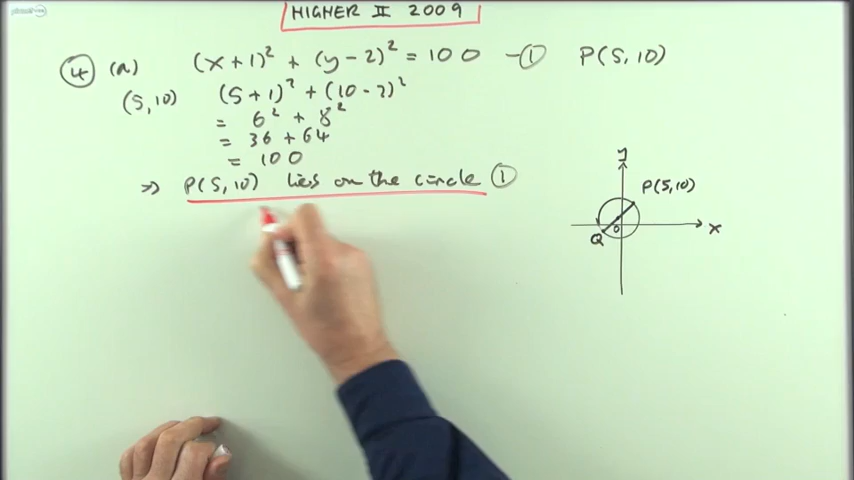 HIGHER II 2009
④ (a) (x+1)² + (y-2)² = 100 -① P(5,10)
(5,10) (5+1)² + (10-2)²
= 6² + 8²
= 36 + 64
= 100
⇒ P(5,10) lies on the circle ①
y
P(5,10)
x
Q